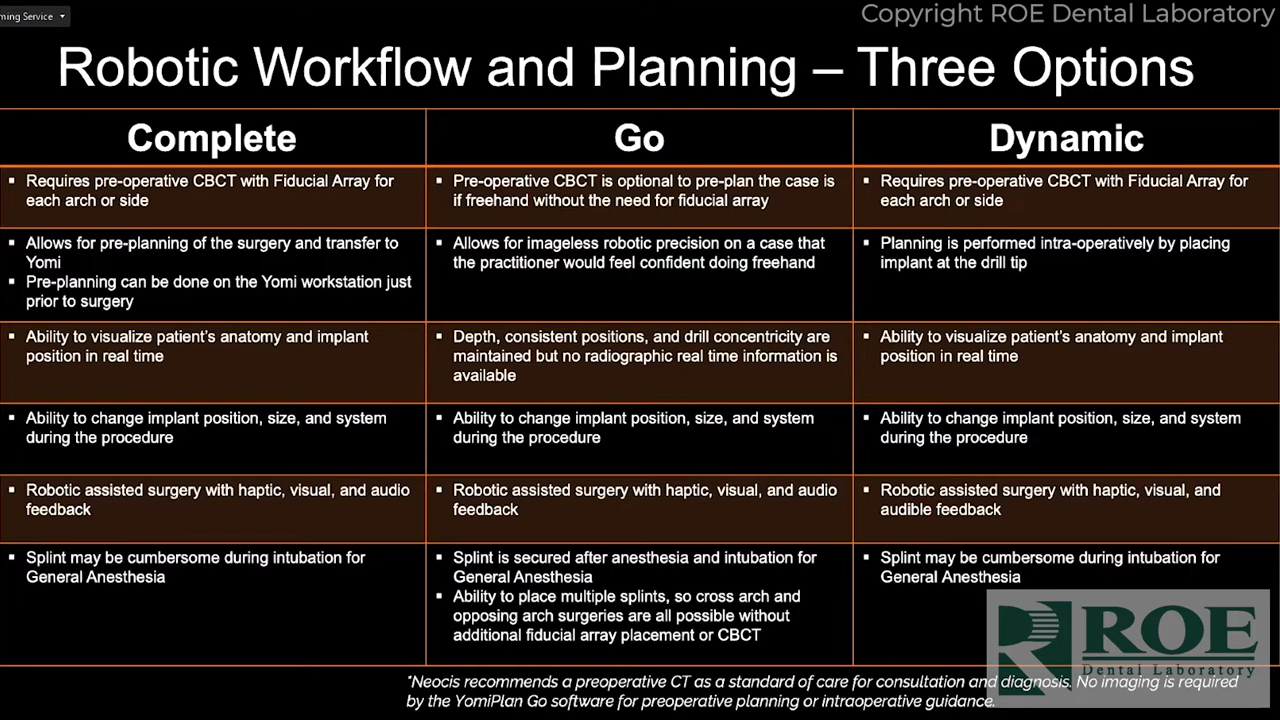 ming Service
Copyright ROE Dental Laboratory
Robotic Workflow and Planning – Three Options
Complete
Go
Dynamic
▪ Requires pre-operative CBCT with Fiducial Array for
each arch or side
▪ Pre-operative CBCT is optional to pre-plan the case is
if freehand without the need for fiducial array
▪ Requires pre-operative CBCT with Fiducial Array for
each arch or side
▪ Allows for pre-planning of the surgery and transfer to
Yomi
▪ Pre-planning can be done on the Yomi workstation just
prior to surgery
▪ Allows for imageless robotic precision on a case that
the practitioner would feel confident doing freehand
▪ Planning is performed intra-operatively by placing
implant at the drill tip
▪ Ability to visualize patient's anatomy and implant
position in real time
▪ Depth, consistent positions, and drill concentricity are
maintained but no radiographic real time information is
available
▪ Ability to visualize patient's anatomy and implant
position in real time
▪ Ability to change implant position, size, and system
during the procedure
▪ Ability to change implant position, size, and system
during the procedure
▪ Ability to change implant position, size, and system
during the procedure
▪ Robotic assisted surgery with haptic, visual, and audio
feedback
▪ Robotic assisted surgery with haptic, visual, and audio
feedback
▪ Robotic assisted surgery with haptic, visual, and
audible feedback
▪ Splint may be cumbersome during intubation for
General Anesthesia
▪ Splint is secured after anesthesia and intubation for
General Anesthesia
▪ Ability to place multiple splints, so cross arch and
opposing arch surgeries are all possible without
additional fiducial array placement or CBCT
▪ Splint may be cumbersome during intubation for
General Anesthesia
ROE
Dental Laboratory
*Neocis recommends a preoperative CT as a standard of care for consultation and diagnosis. No imaging is required
by the YomiPlan Go software for preoperative planning or intraoperative guidance.